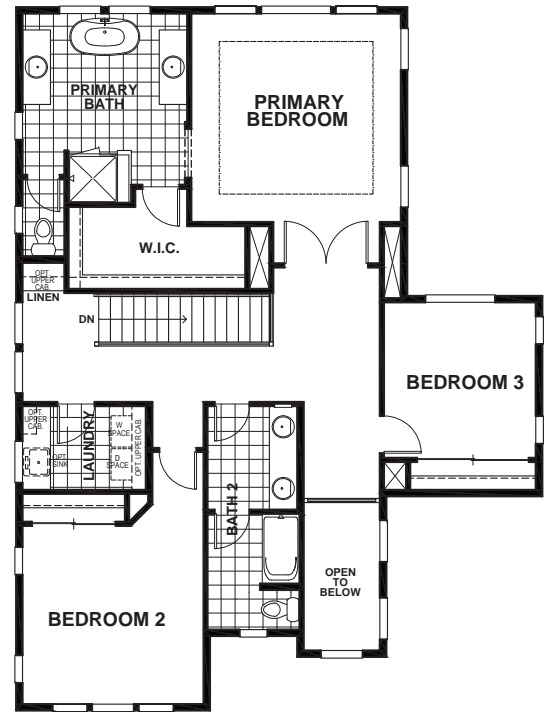 PRIMARY
BATH
PRIMARY
BEDROOM
W.I.C.
OPT.
UPPER
CAB.
LINEN
DN
BEDROOM 3
OPT.
UPPER
CAB.
LAUNDRY
W
SPACE
D
SPACE
OPT. UPPER CAB.
OPT
SINK
BATH 2
OPEN
TO
BELOW
BEDROOM 2